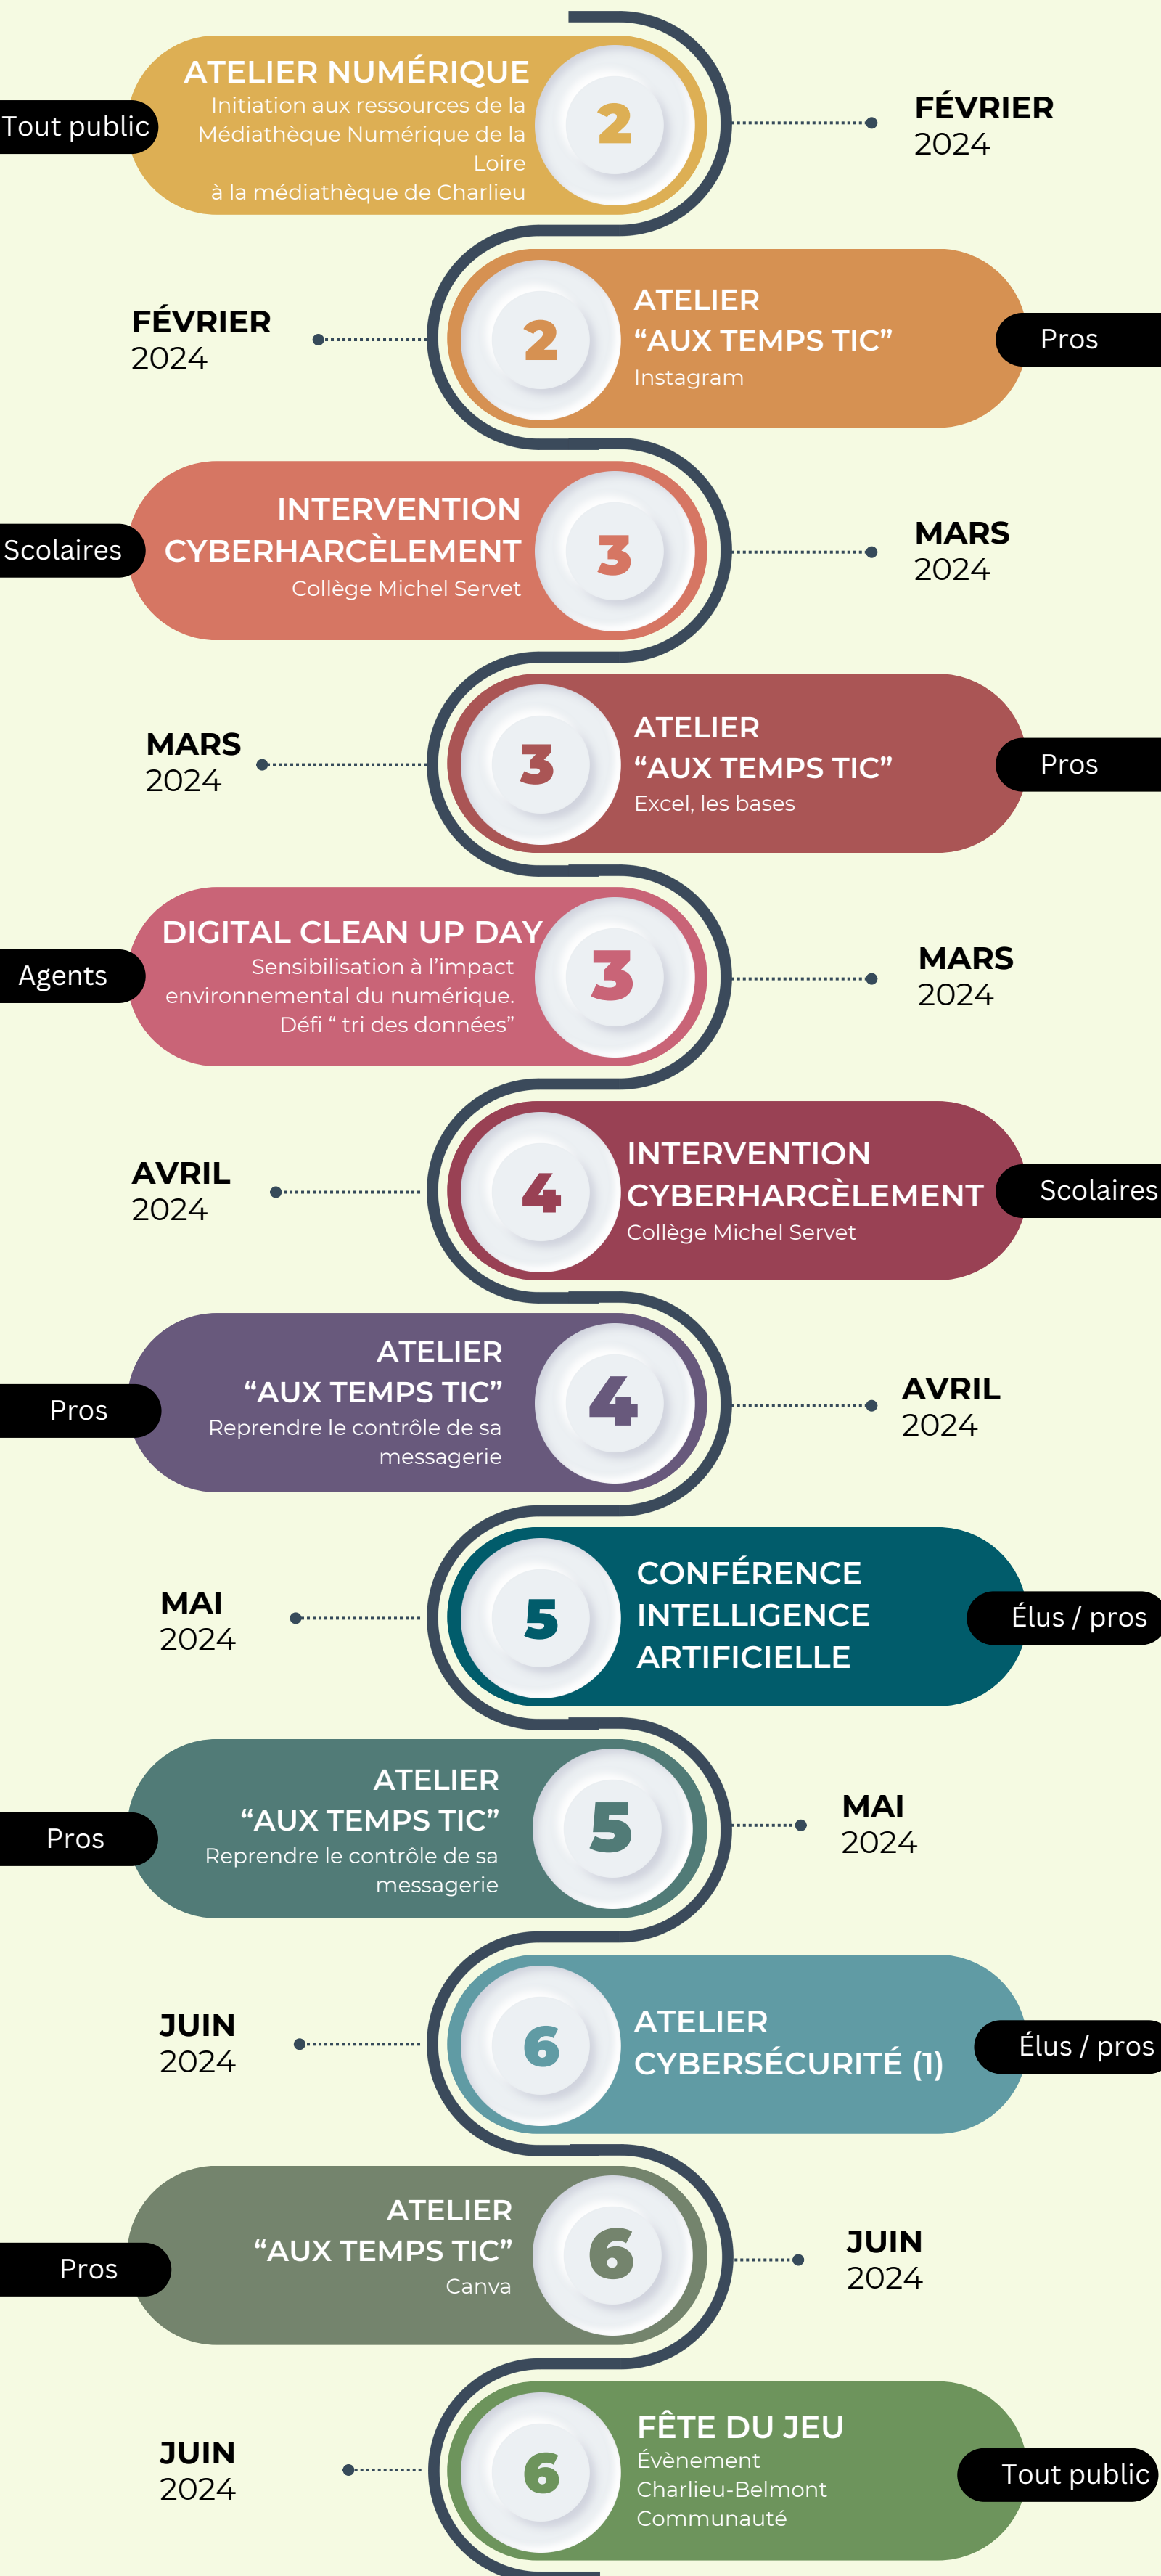 ATELIER NUMÉRIQUE
Initiation aux ressources de la
Médiathèque Numérique de la
Loire
à la médiathèque de Charlieu
Tout public
2
FÉVRIER
2024
FÉVRIER
2024
2
ATELIER
“AUX TEMPS TIC”
Instagram
Pros
Scolaires
INTERVENTION
CYBERHARCÈLEMENT
Collège Michel Servet
3
MARS
2024
MARS
2024
3
ATELIER
“AUX TEMPS TIC”
Excel, les bases
Pros
Agents
DIGITAL CLEAN UP DAY
Sensibilisation à l’impact
environnemental du numérique.
Défi “ tri des données”
3
MARS
2024
AVRIL
2024
4
INTERVENTION
CYBERHARCÈLEMENT
Collège Michel Servet
Scolaires
Pros
ATELIER
“AUX TEMPS TIC”
Reprendre le contrôle de sa
messagerie
4
AVRIL
2024
MAI
2024
5
CONFÉRENCE
INTELLIGENCE
ARTIFICIELLE
Élus / pros
Pros
ATELIER
“AUX TEMPS TIC”
Reprendre le contrôle de sa
messagerie
5
MAI
2024
JUIN
2024
6
ATELIER
CYBERSÉCURITÉ (1)
Élus / pros
Pros
ATELIER
“AUX TEMPS TIC”
Canva
6
JUIN
2024
JUIN
2024
6
FÊTE DU JEU
Évènement
Charlieu-Belmont
Communauté
Tout public